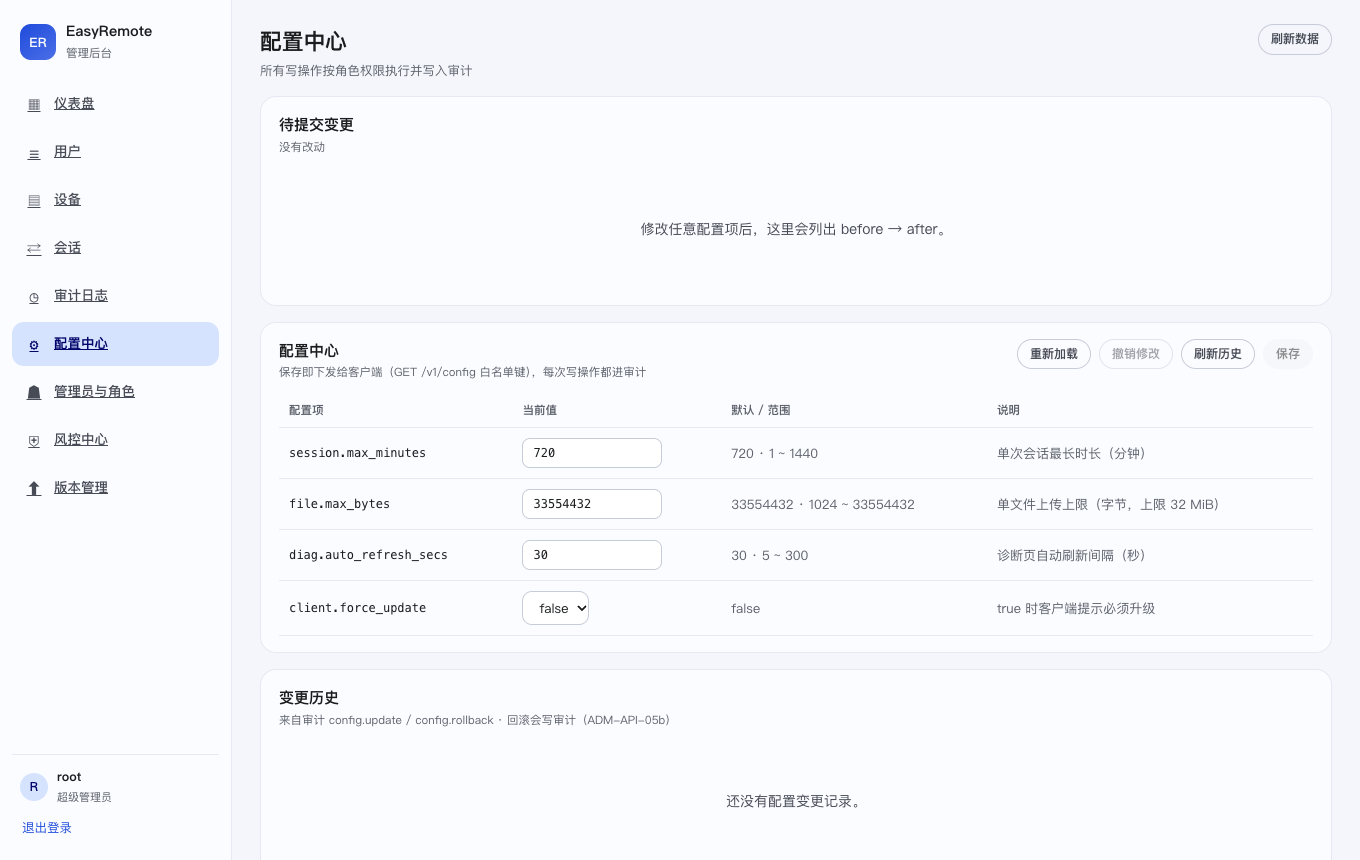 ER
EasyRemote
管理后台
仪表盘
用户
设备
会话
审计日志
配置中心
管理员与角色
风控中心
版本管理
R
root
超级管理员
退出登录
配置中心
所有写操作按角色权限执行并写入审计
刷新数据
待提交变更
没有改动
修改任意配置项后，这里会列出 before → after。
配置中心
保存即下发给客户端（GET /v1/config 白名单键），每次写操作都进审计
重新加载 撤销修改 刷新历史 保存
配置项 当前值 默认 / 范围 说明
session.max_minutes 720 720 · 1 ~ 1440 单次会话最长时长（分钟）
file.max_bytes 33554432 33554432 · 1024 ~ 33554432 单文件上传上限（字节，上限 32 MiB）
diag.auto_refresh_secs 30 30 · 5 ~ 300 诊断页自动刷新间隔（秒）
client.force_update false false true 时客户端提示必须升级
变更历史
来自审计 config.update / config.rollback · 回滚会写审计（ADM-API-05b）
还没有配置变更记录。